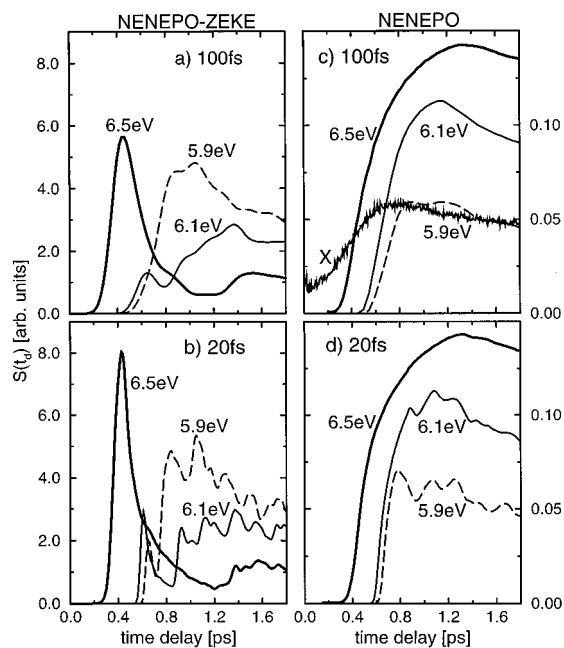 NENEPO-ZEKE
NENEPO
8.0
6.0
4.0
2.0
0.0
a) 100fs
6.5eV
5.9eV
6.1eV
c) 100fs
6.5eV
6.1eV
X
5.9eV
0.10
0.05
0.00
S(t_d) [arb. units]
8.0
6.0
4.0
2.0
0.0
b) 20fs
6.5eV
5.9eV
6.1eV
d) 20fs
6.5eV
6.1eV
5.9eV
0.10
0.05
0.00
0.0 0.4 0.8 1.2 1.6
0.0 0.4 0.8 1.2 1.6
time delay [ps]
time delay [ps]